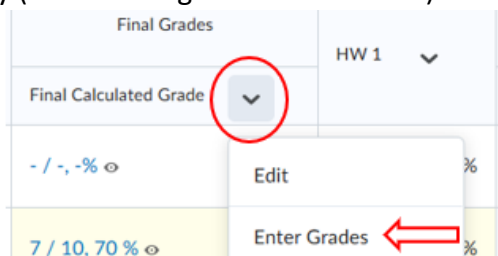 Final Grades
HW 1
Final Calculated Grade
- / -, -%
%
Edit
Enter Grades
7 / 10, 70 %
%